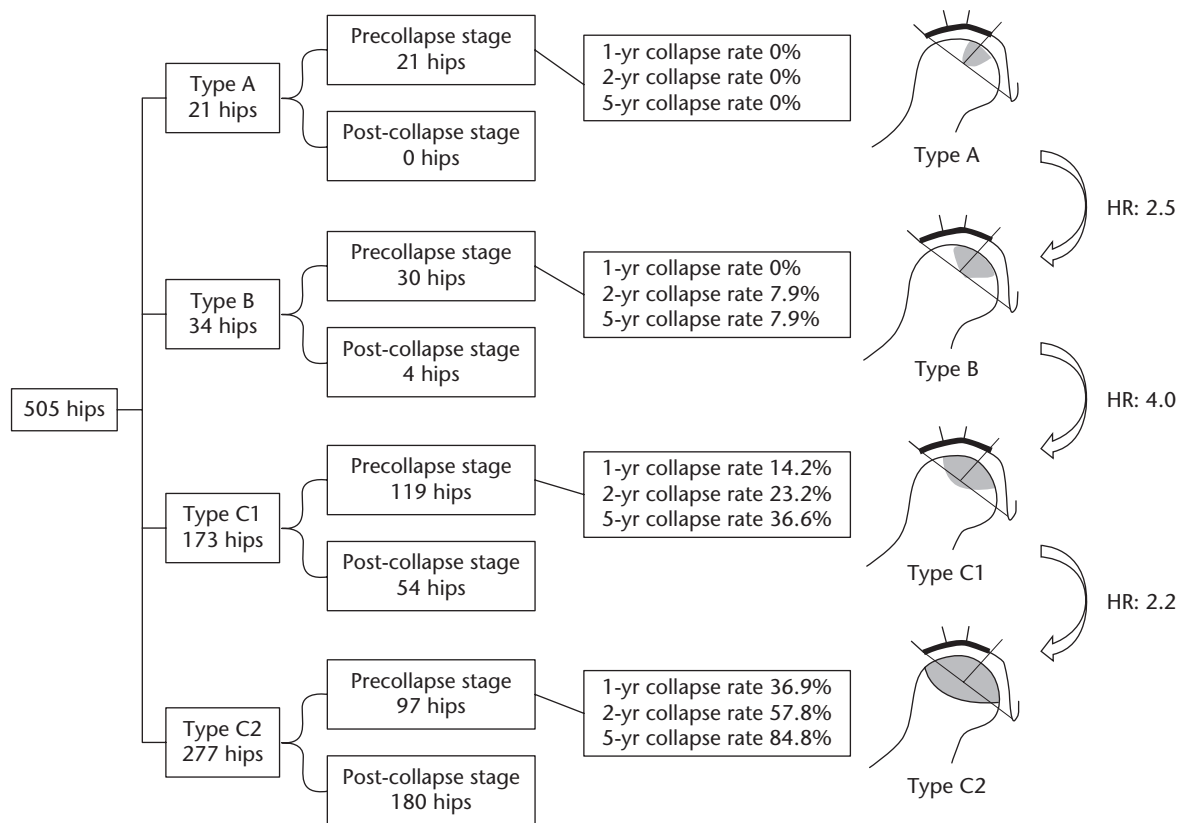 505 hips
Type A
21 hips
Precollapse stage
21 hips
Post-collapse stage
0 hips
1-yr collapse rate 0%
2-yr collapse rate 0%
5-yr collapse rate 0%
Type A
HR: 2.5
Type B
34 hips
Precollapse stage
30 hips
Post-collapse stage
4 hips
1-yr collapse rate 0%
2-yr collapse rate 7.9%
5-yr collapse rate 7.9%
Type B
HR: 4.0
Type C1
173 hips
Precollapse stage
119 hips
Post-collapse stage
54 hips
1-yr collapse rate 14.2%
2-yr collapse rate 23.2%
5-yr collapse rate 36.6%
Type C1
HR: 2.2
Type C2
277 hips
Precollapse stage
97 hips
Post-collapse stage
180 hips
1-yr collapse rate 36.9%
2-yr collapse rate 57.8%
5-yr collapse rate 84.8%
Type C2